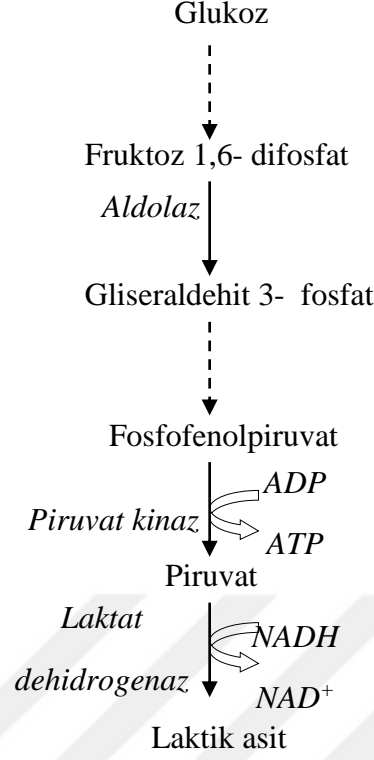 Glukoz
Fruktoz 1,6- difosfat
Aldolaz
Gliseraldehit 3- fosfat
Fosfofenolpiruvat
ADP
Piruvat kinaz
ATP
Piruvat
Laktat
NADH
dehidrogenaz
NAD⁺
Laktik asit